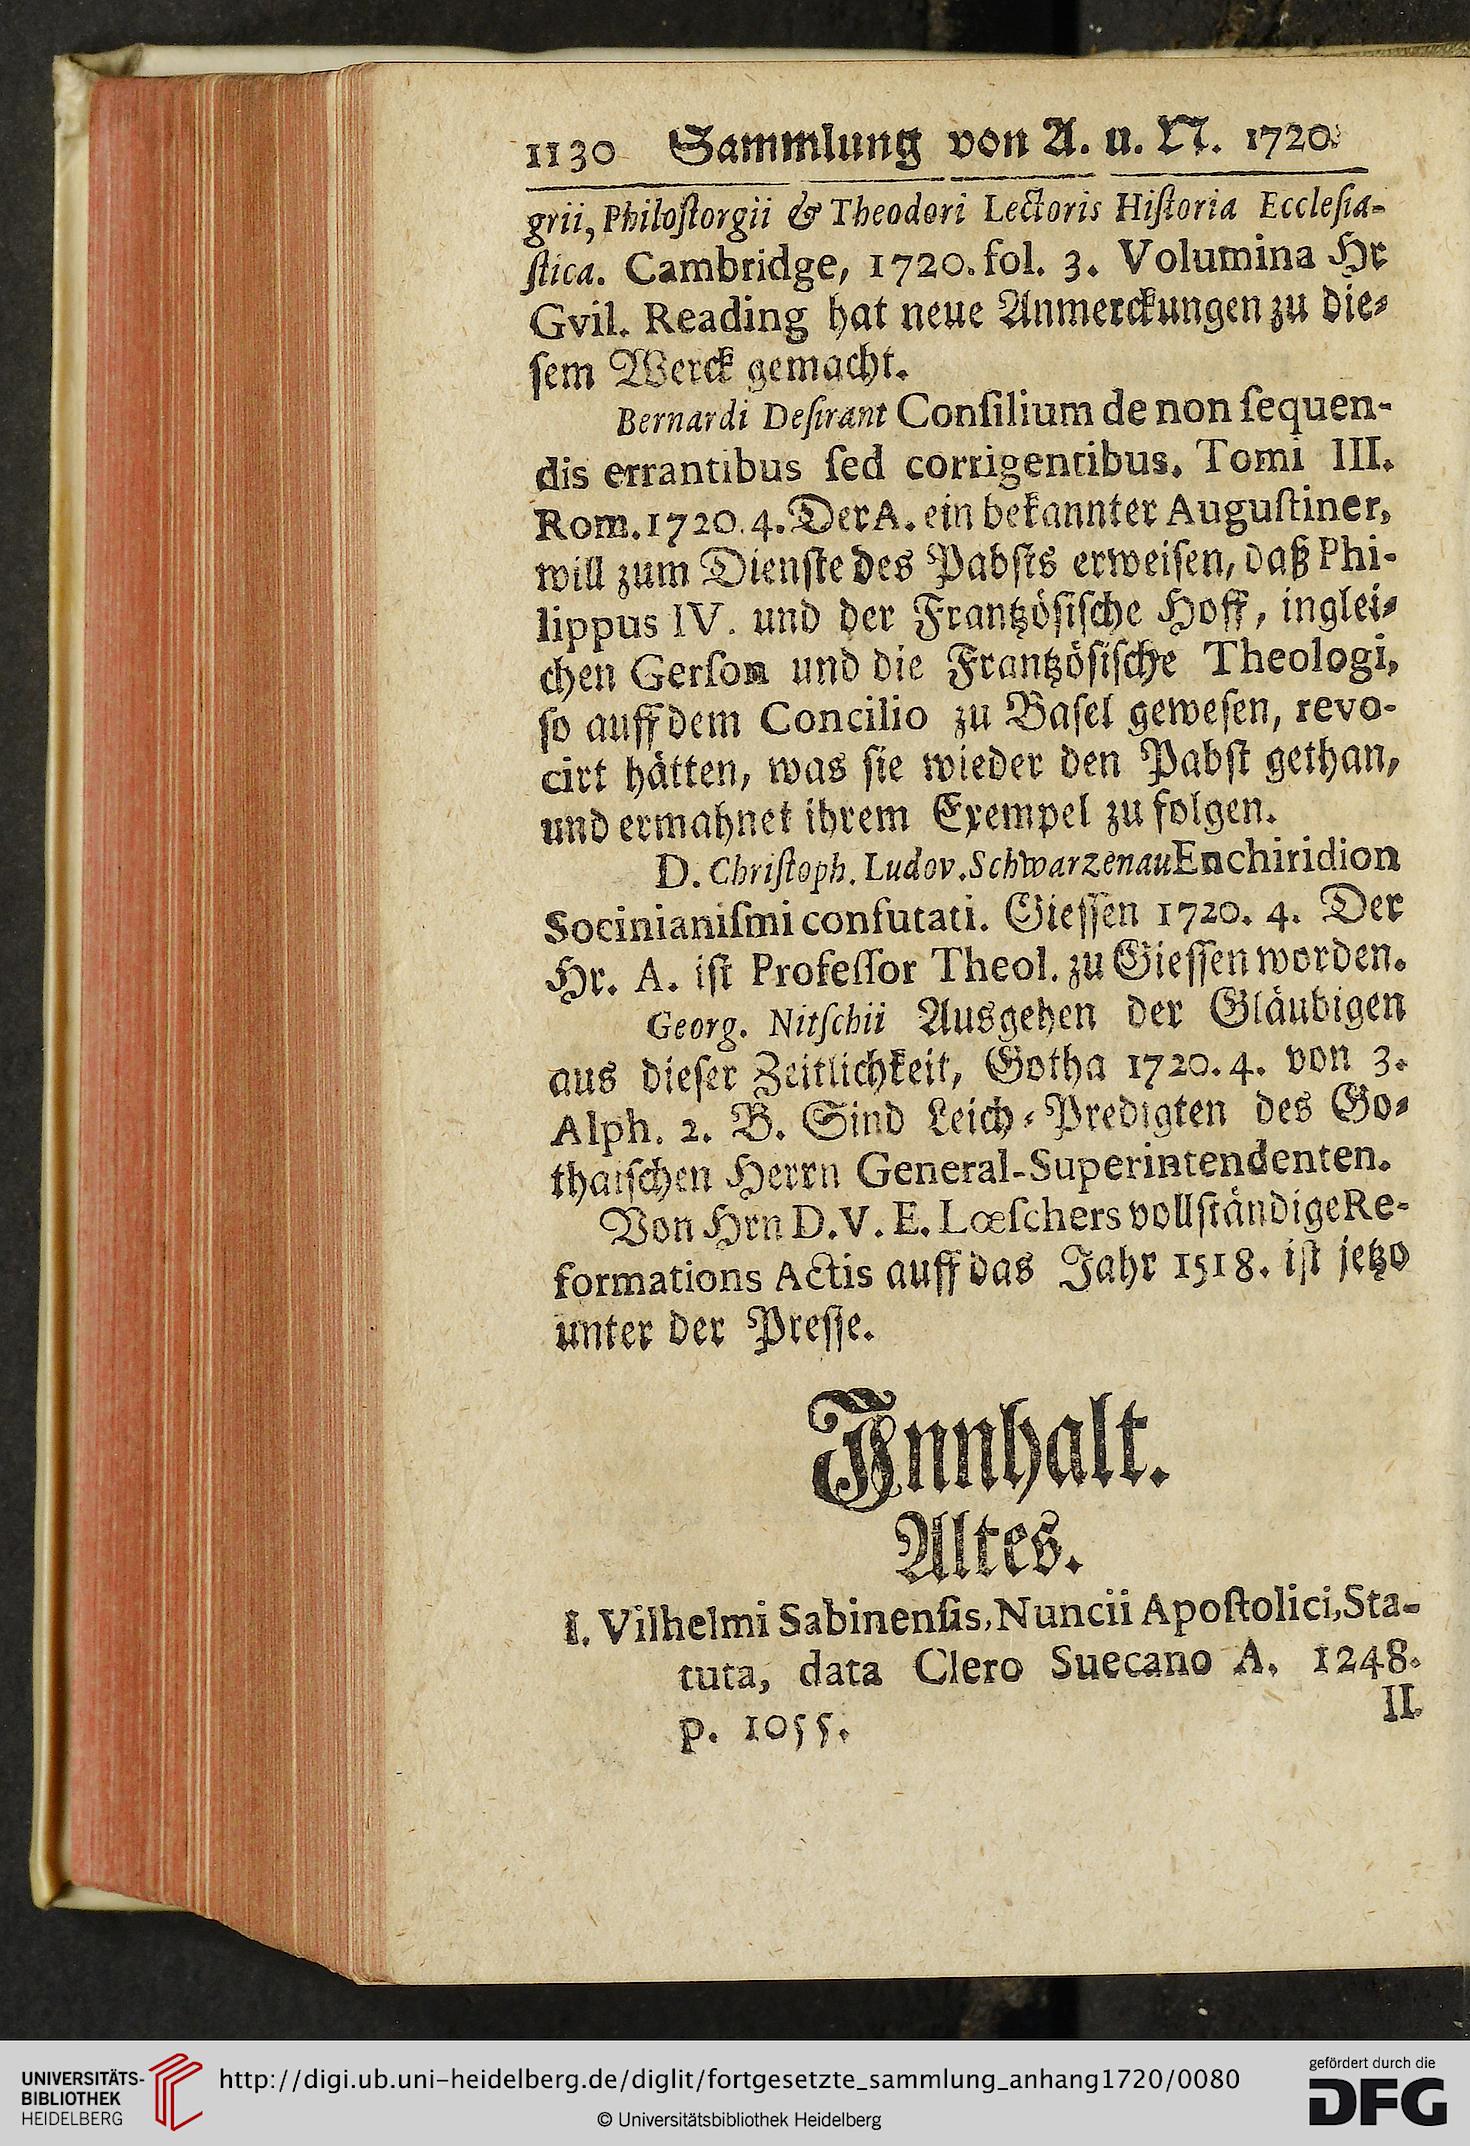 1130 Sammlung von A. u. N. 1720.
grii, Philoſtorgii & Theodori Lectoris Hiſtoria Eccleſia-
ſtica. Cambridge, 1720. fol. 3. Volumina Hr
Gvil. Reading hat neue Anmerckungen zu die-
ſem Werck gemacht.
Bernardi Deſirant Conſilium de non ſequen-
dis errantibus ſed corrigentibus. Tomi III.
Rom. 1720. 4. Der A. ein bekannter Auguſtiner,
will zum Dienſte des Pabſts erweiſen, daß Phi-
lippus IV. und der Frantzöſiſche Hoff, inglei-
chen Gerſon und die Frantzöſiſche Theologi,
ſo auff dem Concilio zu Baſel geweſen, revo-
cirt hätten, was ſie wieder den Pabſt gethan,
und ermahnet ihrem Exempel zu folgen.
D. Chriſtoph. Ludov. Schwarzenau Enchiridion
Socinianiſmi confutati. Gieſſen 1720. 4. Der
Hr. A. iſt Profeſſor Theol. zu Gieſſen worden.
Georg. Nitſchii Ausgehen der Gläubigen
aus dieſer Zeitlichkeit, Gotha 1720. 4. von 3.
Alph. 2. B. Sind Leich-Predigten des Go-
thaiſchen Herrn General-Superintendenten.
Von Hrn D. V. E. Lœſchers vollſtändige Re-
formations Actis auff das Jahr 1518. iſt jetzo
unter der Preſſe.
Innhalt.
Altes.
I. Vilhelmi Sabinenſis, Nuncii Apoſtolici, Sta-
tuta, data Clero Suecano A. 1248.
p. 1055.
II.
UNIVERSITÄTS-
BIBLIOTHEK
HEIDELBERG
http://digi.ub.uni-heidelberg.de/diglit/fortgesetzte_sammlung_anhang1720/0080
© Universitätsbibliothek Heidelberg
gefördert durch die
DFG